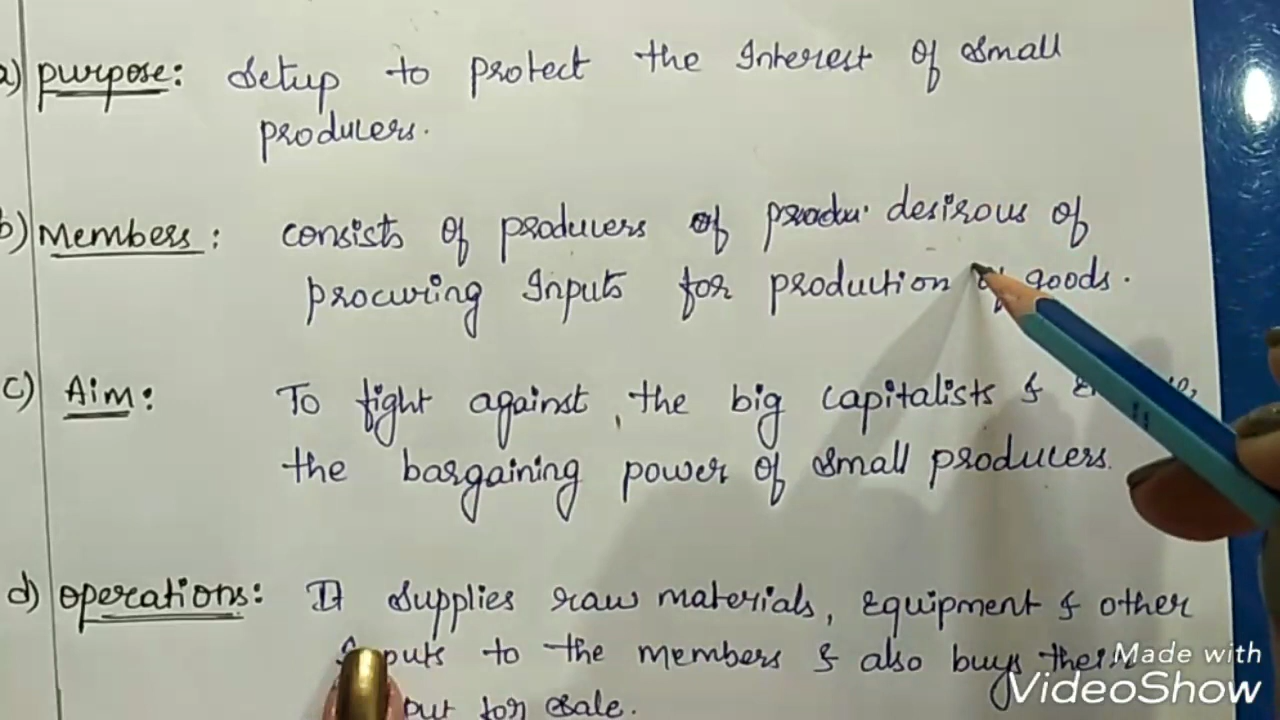 a) purpose: Setup to protect the Interest of small
producers.
b) Members: consists of producers of produ. desirous of
procuring Inputs for production of goods.
c) Aim: To fight against, the big capitalists &
the bargaining power of small producers.
d) operations: It supplies raw materials, Equipment & other
to the members & also buys their
for sale.
Made with
VideoShow